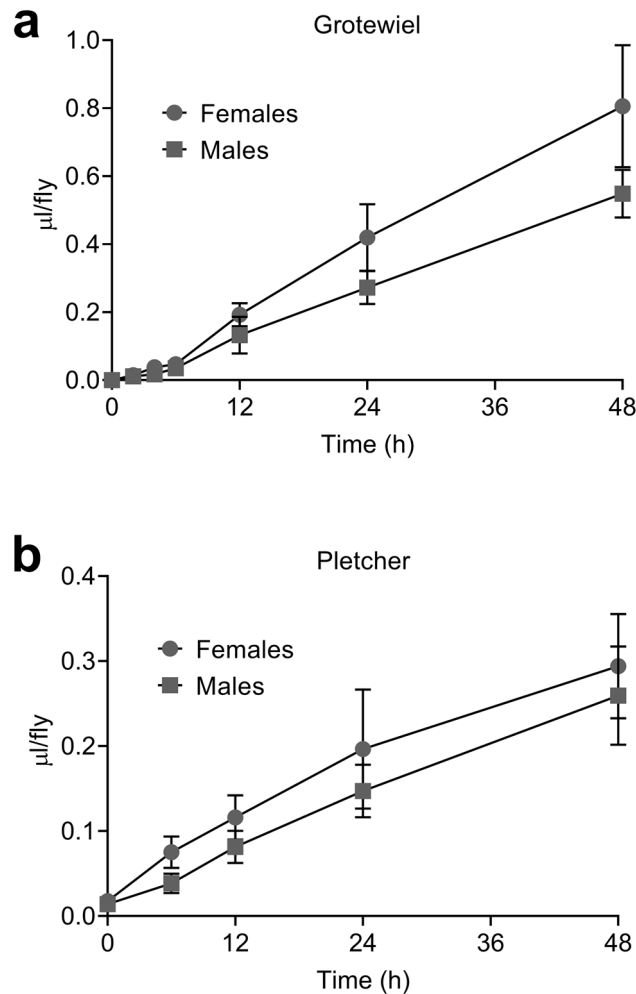 a
Grotewiel
1.0
0.8
0.6
0.4
0.2
0.0
μl/fly
Females
Males
0 12 24 36 48
Time (h)
b
Pletcher
0.4
0.3
0.2
0.1
0.0
μl/fly
Females
Males
0 12 24 36 48
Time (h)